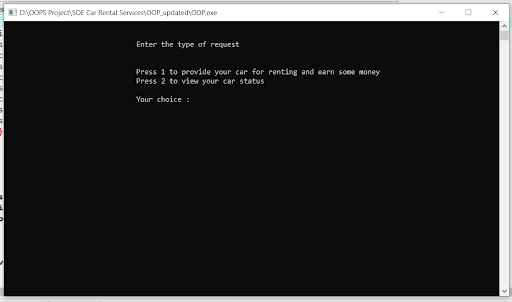 D:\OOPS Project\SOE Car Rental Services\OOP_updated\OOP.exe
Enter the type of request
Press 1 to provide your car for renting and earn some money
Press 2 to view your car status
Your choice :